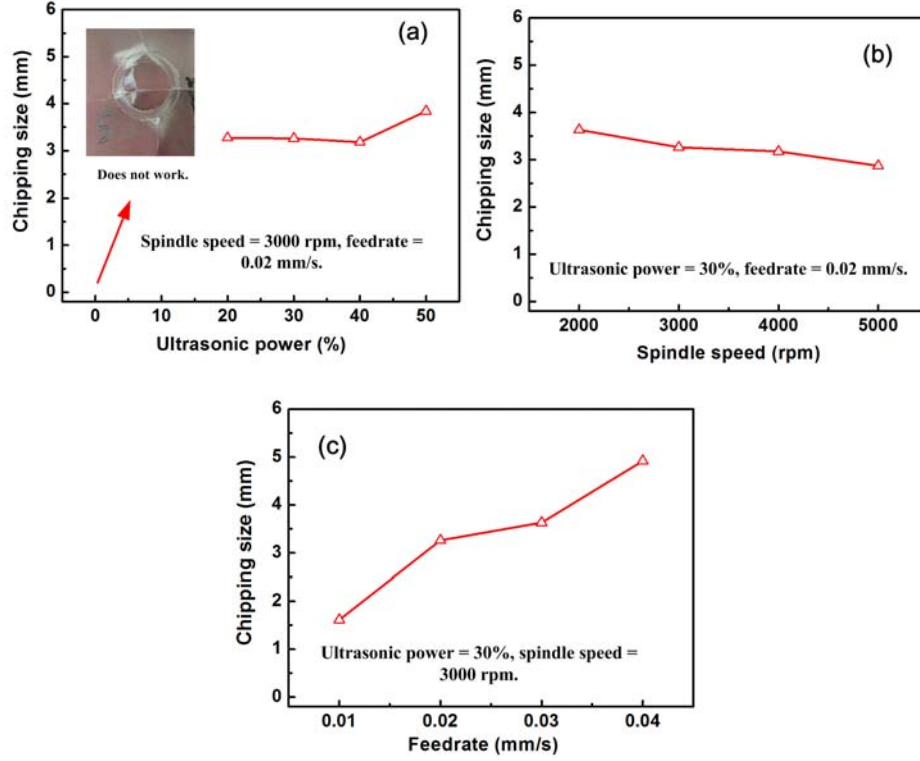 (a)
6
5
4
3
2
1
0
Chipping size (mm)
Does not work.
Spindle speed = 3000 rpm, feedrate =
0.02 mm/s.
0 10 20 30 40 50
Ultrasonic power (%)
(b)
6
5
4
3
2
1
0
Chipping size (mm)
Ultrasonic power = 30%, feedrate = 0.02 mm/s.
2000 3000 4000 5000
Spindle speed (rpm)
(c)
6
5
4
3
2
1
0
Chipping size (mm)
Ultrasonic power = 30%, spindle speed =
3000 rpm.
0.01 0.02 0.03 0.04
Feedrate (mm/s)